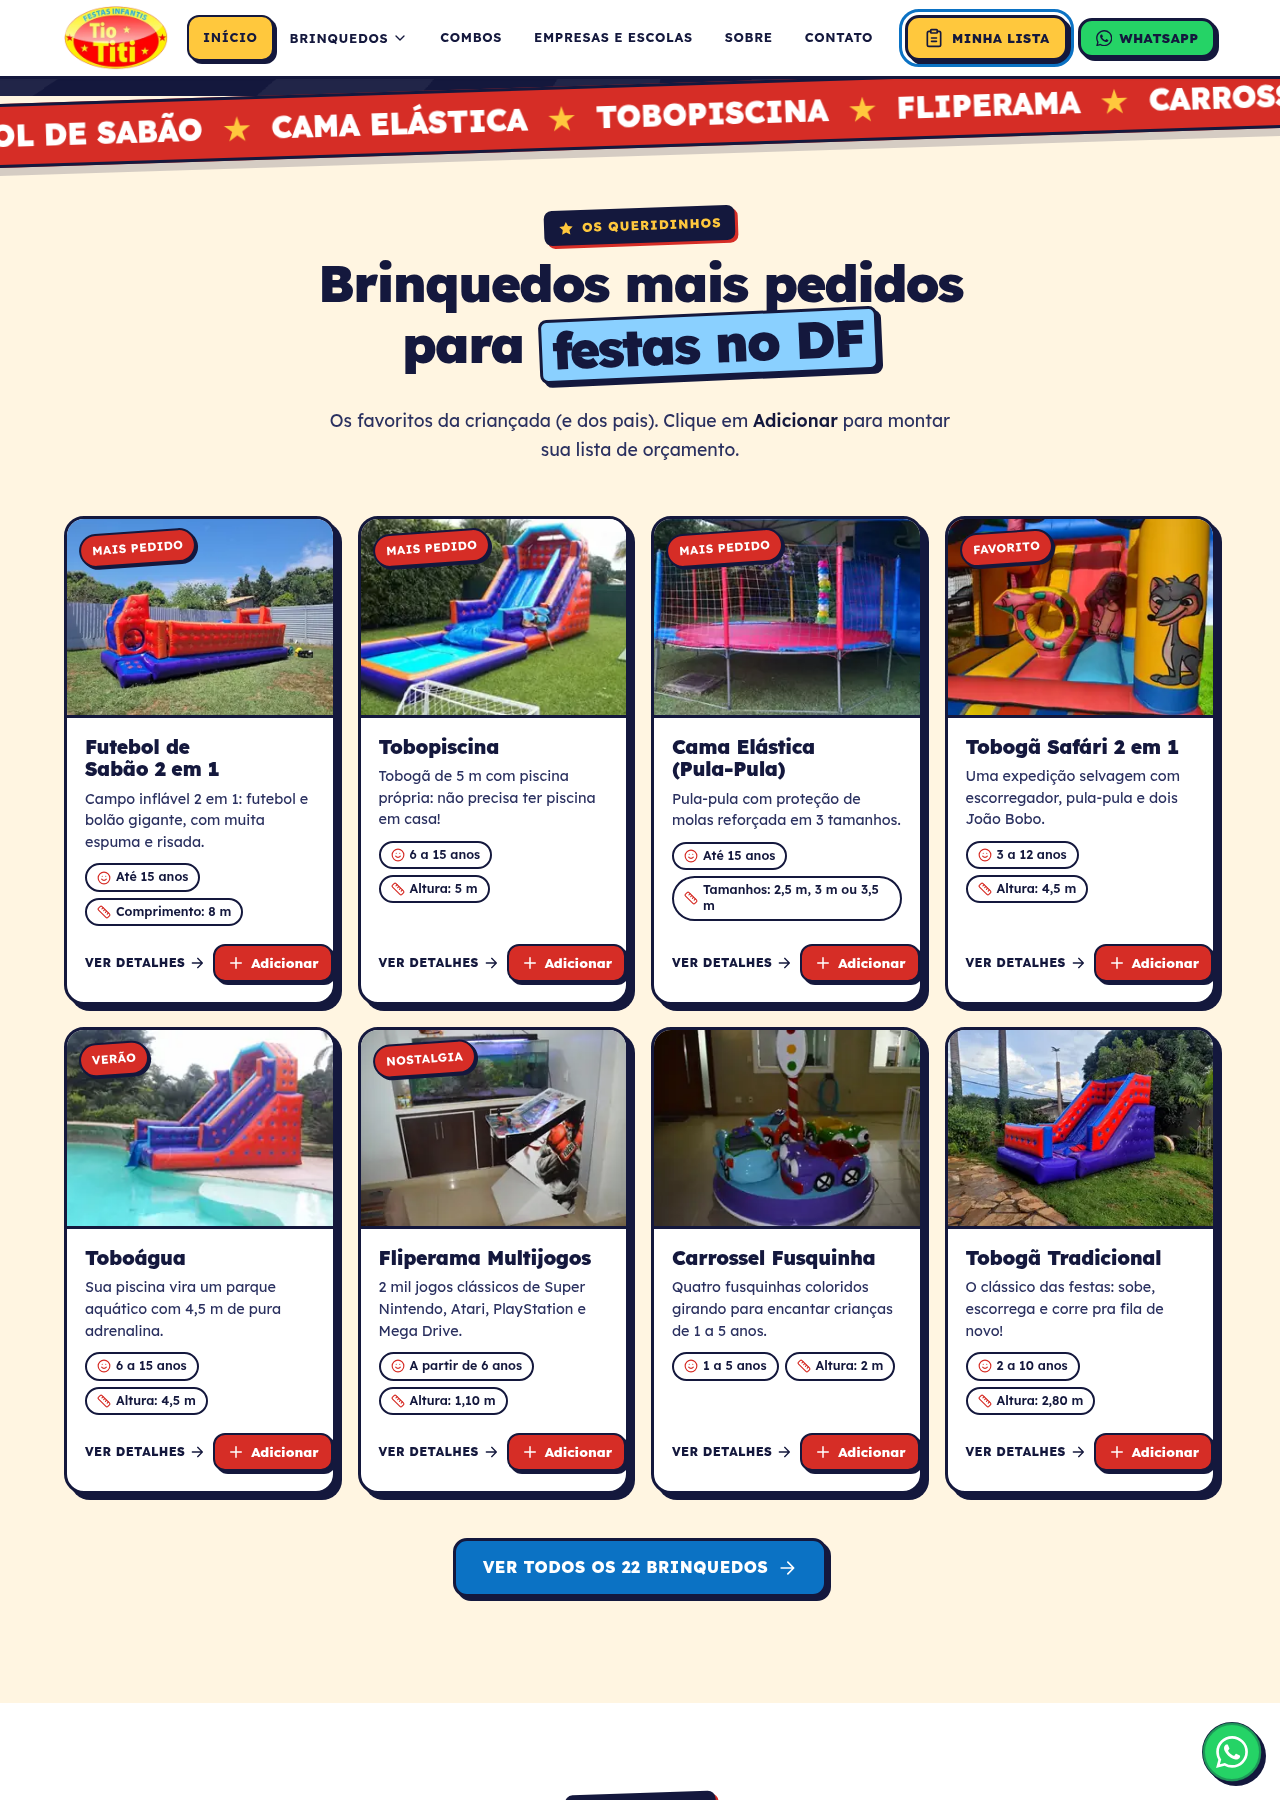 FESTAS INFANTIS
Tio
Titi
INÍCIO
BRINQUEDOS
COMBOS
EMPRESAS E ESCOLAS
SOBRE
CONTATO
MINHA LISTA
WHATSAPP
OL DE SABÃO ★ CAMA ELÁSTICA ★ TOBOPISCINA ★ FLIPERAMA ★ CARROSS
OS QUERIDINHOS
Brinquedos mais pedidos
para festas no DF
Os favoritos da criançada (e dos pais). Clique em Adicionar para montar
sua lista de orçamento.
MAIS PEDIDO
Futebol de
Sabão 2 em 1
Campo inflável 2 em 1: futebol e
bolão gigante, com muita
espuma e risada.
Até 15 anos
Comprimento: 8 m
VER DETALHES
Adicionar
MAIS PEDIDO
Tobopiscina
Tobogã de 5 m com piscina
própria: não precisa ter piscina
em casa!
6 a 15 anos
Altura: 5 m
VER DETALHES
Adicionar
MAIS PEDIDO
Cama Elástica
(Pula-Pula)
Pula-pula com proteção de
molas reforçada em 3 tamanhos.
Até 15 anos
Tamanhos: 2,5 m, 3 m ou 3,5
m
VER DETALHES
Adicionar
FAVORITO
Tobogã Safári 2 em 1
Uma expedição selvagem com
escorregador, pula-pula e dois
João Bobo.
3 a 12 anos
Altura: 4,5 m
VER DETALHES
Adicionar
VERÃO
Toboágua
Sua piscina vira um parque
aquático com 4,5 m de pura
adrenalina.
6 a 15 anos
Altura: 4,5 m
VER DETALHES
Adicionar
NOSTALGIA
Fliperama Multijogos
2 mil jogos clássicos de Super
Nintendo, Atari, PlayStation e
Mega Drive.
A partir de 6 anos
Altura: 1,10 m
VER DETALHES
Adicionar
Carrossel Fusquinha
Quatro fusquinhas coloridos
girando para encantar crianças
de 1 a 5 anos.
1 a 5 anos
Altura: 2 m
VER DETALHES
Adicionar
Tobogã Tradicional
O clássico das festas: sobe,
escorrega e corre pra fila de
novo!
2 a 10 anos
Altura: 2,80 m
VER DETALHES
Adicionar
VER TODOS OS 22 BRINQUEDOS